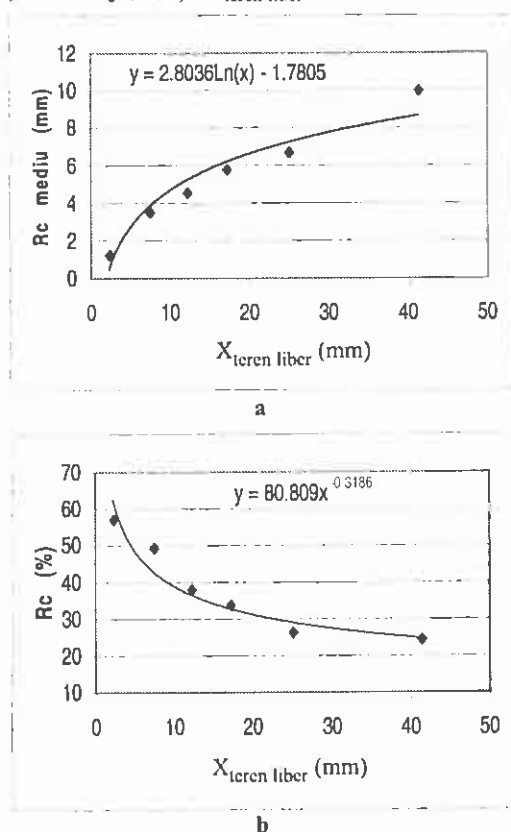 teren liber
12
10
8
6
4
2
0
Rc mediu (mm)
y = 2.8036Ln(x) - 1.7805
0 10 20 30 40 50
Xteren liber (mm)
a
70
60
50
40
30
20
10
Rc (%)
y = 80.809x-0 3186
0 10 20 30 40 50
Xteren liber (mm)
b